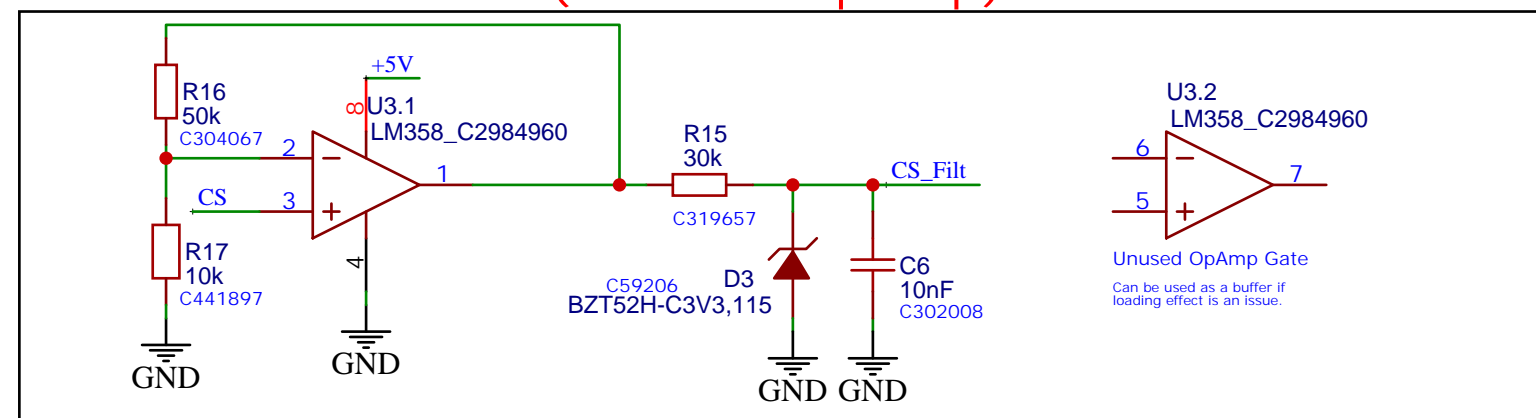 +5V
R16
50k
C304067
8
U3.1
LM358_C2984960
2
1
CS
3
R17
10k
C441897
4
GND
GND
R15
30k
C319657
CS_Filt
C59206
D3
BZT52H-C3V3,115
C6
10nF
C302008
GND
GND
U3.2
LM358_C2984960
6
7
5
Unused OpAmp Gate
Can be used as a buffer if
loading effect is an issue.